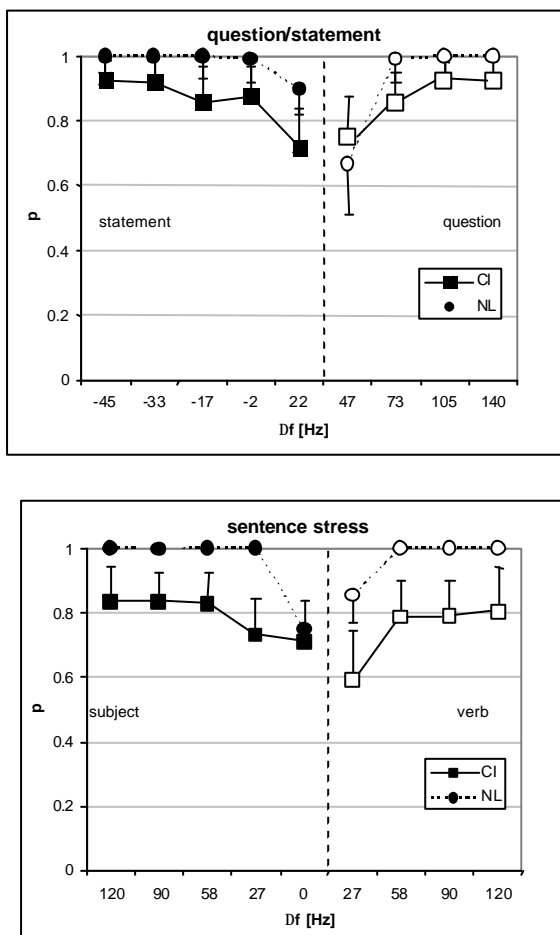 question/statement
1
0.8
0.6
0.4
0.2
0
p
statement
question
CI
NL
-45 -33 -17 -2 22 47 73 105 140
Df [Hz]
sentence stress
1
0.8
0.6
0.4
0.2
0
p
subject
verb
CI
NL
120 90 58 27 0 27 58 90 120
Df [Hz]